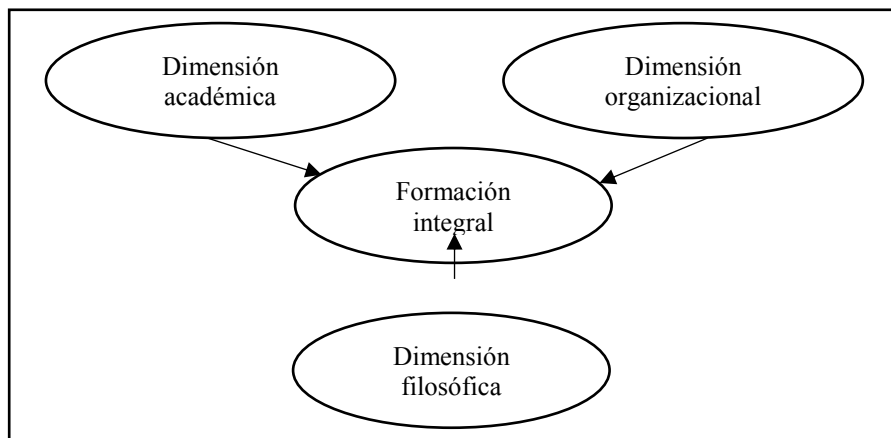 Dimensión
académica
Dimensión
organizacional
Formación
integral
Dimensión
filosófica